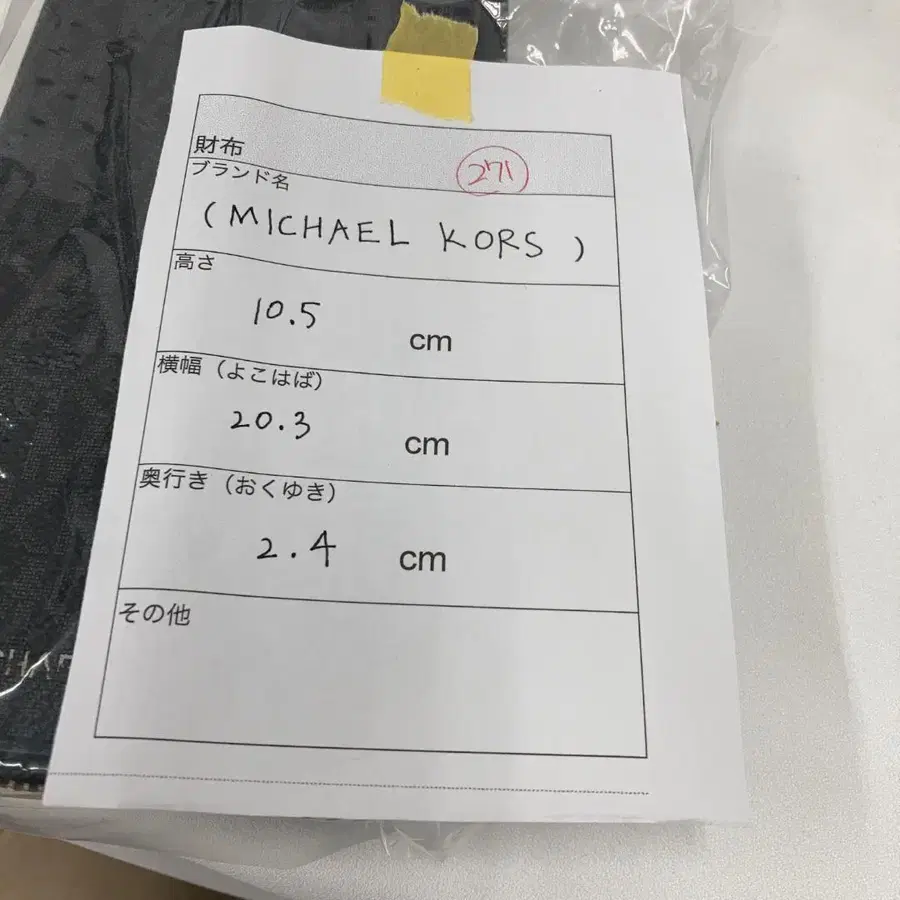 財布
271
ブランド名
(MICHAEL KORS)
高さ
10.5 cm
横幅（よこはば）
20.3 cm
奥行き（おくゆき）
2.4 cm
その他